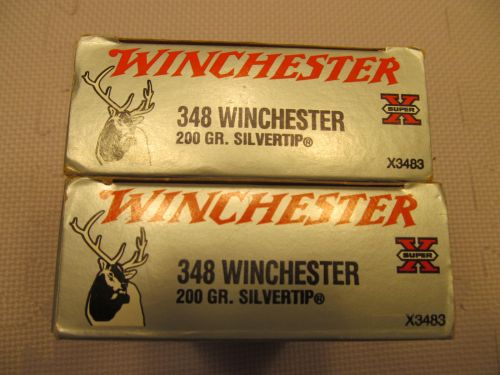 WINCHESTER
348 WINCHESTER
200 GR. SILVERTIP®
SUPER X
X3483
WINCHESTER
348 WINCHESTER
200 GR. SILVERTIP®
SUPER X
X3483